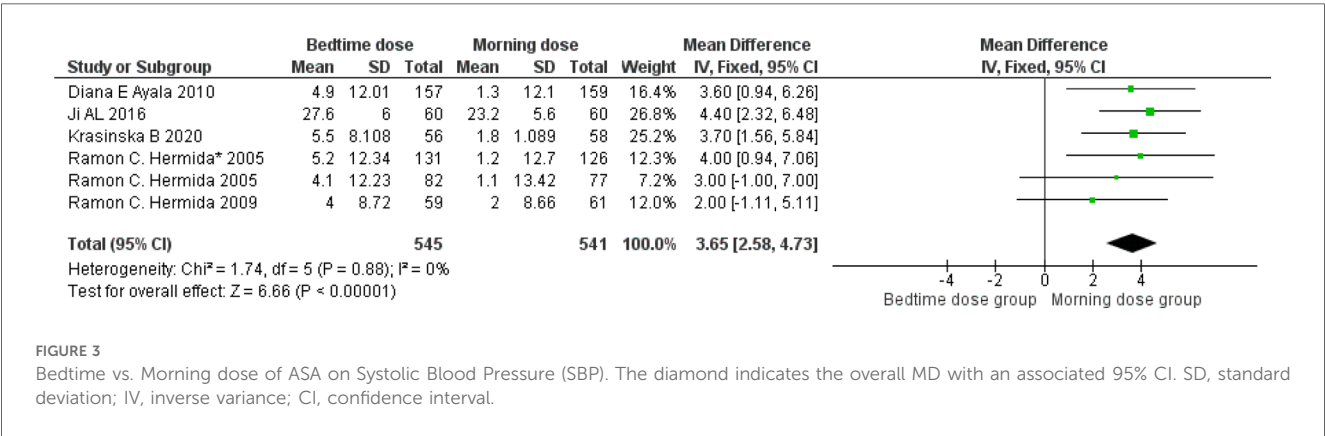 Bedtime dose Morning dose Mean Difference Mean Difference
Study or Subgroup Mean SD Total Mean SD Total Weight IV, Fixed, 95% CI IV, Fixed, 95% CI
Diana E Ayala 2010 4.9 12.01 157 1.3 12.1 159 16.4% 3.60 [0.94, 6.26]
Ji AL 2016 27.6 6 60 23.2 5.6 60 26.8% 4.40 [2.32, 6.48]
Krasinska B 2020 5.5 8.108 56 1.8 1.089 58 25.2% 3.70 [1.56, 5.84]
Ramon C. Hermida* 2005 5.2 12.34 131 1.2 12.7 126 12.3% 4.00 [0.94, 7.06]
Ramon C. Hermida 2005 4.1 12.23 82 1.1 13.42 77 7.2% 3.00 [-1.00, 7.00]
Ramon C. Hermida 2009 4 8.72 59 2 8.66 61 12.0% 2.00 [-1.11, 5.11]
Total (95% CI) 545 541 100.0% 3.65 [2.58, 4.73]
Heterogeneity: Chi² = 1.74, df = 5 (P = 0.88); I² = 0%
Test for overall effect: Z = 6.66 (P < 0.00001)
-4 -2 0 2 4
Bedtime dose group Morning dose group
FIGURE 3
Bedtime vs. Morning dose of ASA on Systolic Blood Pressure (SBP). The diamond indicates the overall MD with an associated 95% CI. SD, standard
deviation; IV, inverse variance; CI, confidence interval.